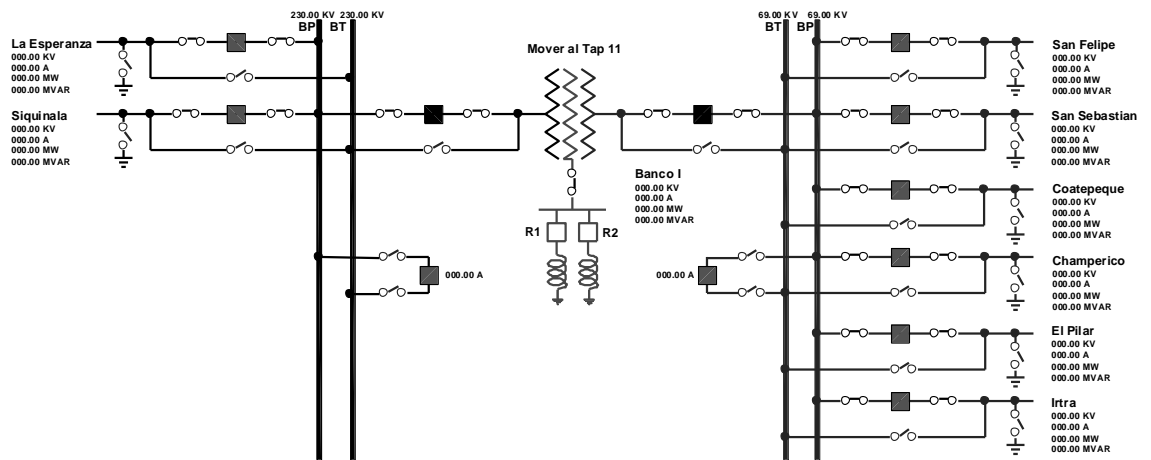 230.00 KV 230.00 KV
BP BT
69.00 KV 69.00 KV
BT BP
La Esperanza
000.00 KV
000.00 A
000.00 MW
000.00 MVAR
Siquinala
000.00 KV
000.00 A
000.00 MW
000.00 MVAR
Mover al Tap 11
Banco I
000.00 KV
000.00 A
000.00 MW
000.00 MVAR
R1 R2
000.00 A
000.00 A
San Felipe
000.00 KV
000.00 A
000.00 MW
000.00 MVAR
San Sebastian
000.00 KV
000.00 A
000.00 MW
000.00 MVAR
Coatepeque
000.00 KV
000.00 A
000.00 MW
000.00 MVAR
Champerico
000.00 KV
000.00 A
000.00 MW
000.00 MVAR
El Pilar
000.00 KV
000.00 A
000.00 MW
000.00 MVAR
Irtra
000.00 KV
000.00 A
000.00 MW
000.00 MVAR